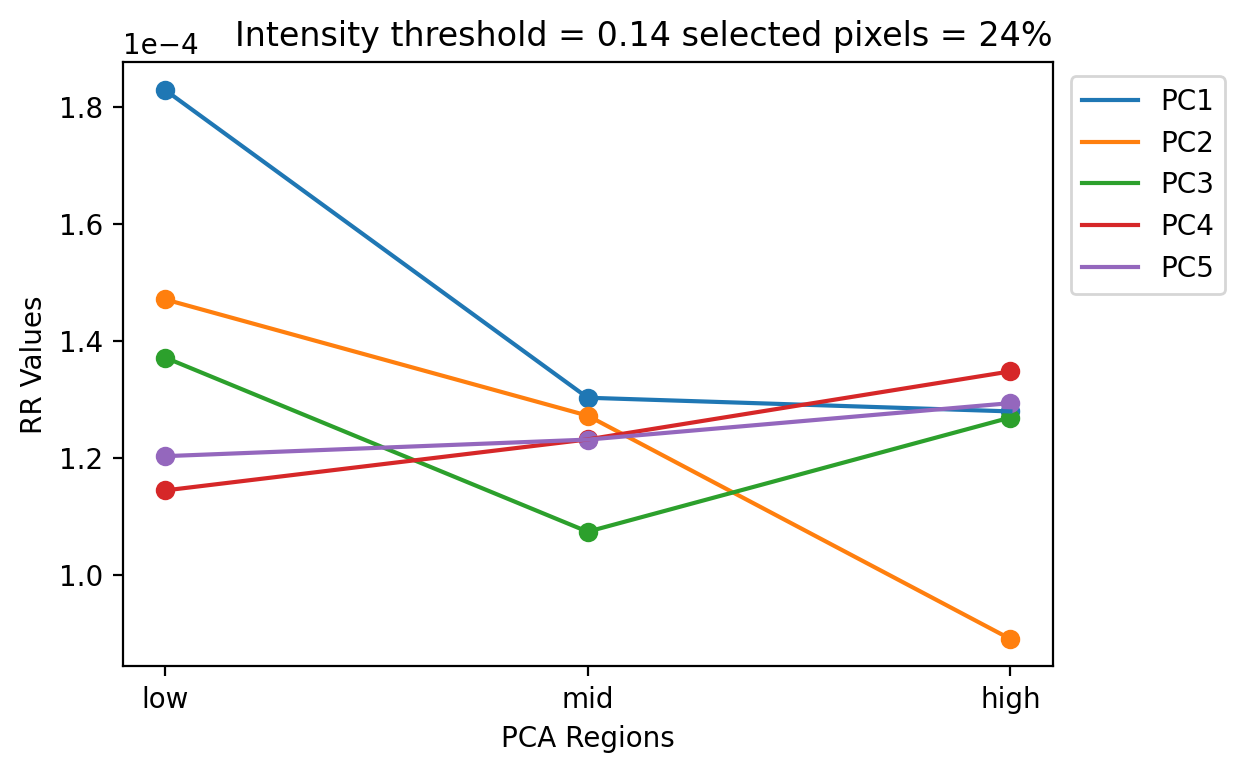 Intensity threshold = 0.14 selected pixels = 24%
1e−4
1.8
1.6
1.4
1.2
1.0
RR Values
low
mid
high
PCA Regions
PC1
PC2
PC3
PC4
PC5